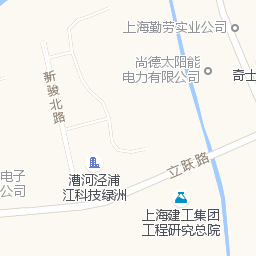 上海勤劳实业公司
尚德太阳能
电力有限公司
奇士
新骏北路
立跃路
漕河泾浦
江科技绿洲
电子
公司
上海建工集团
工程研究总院